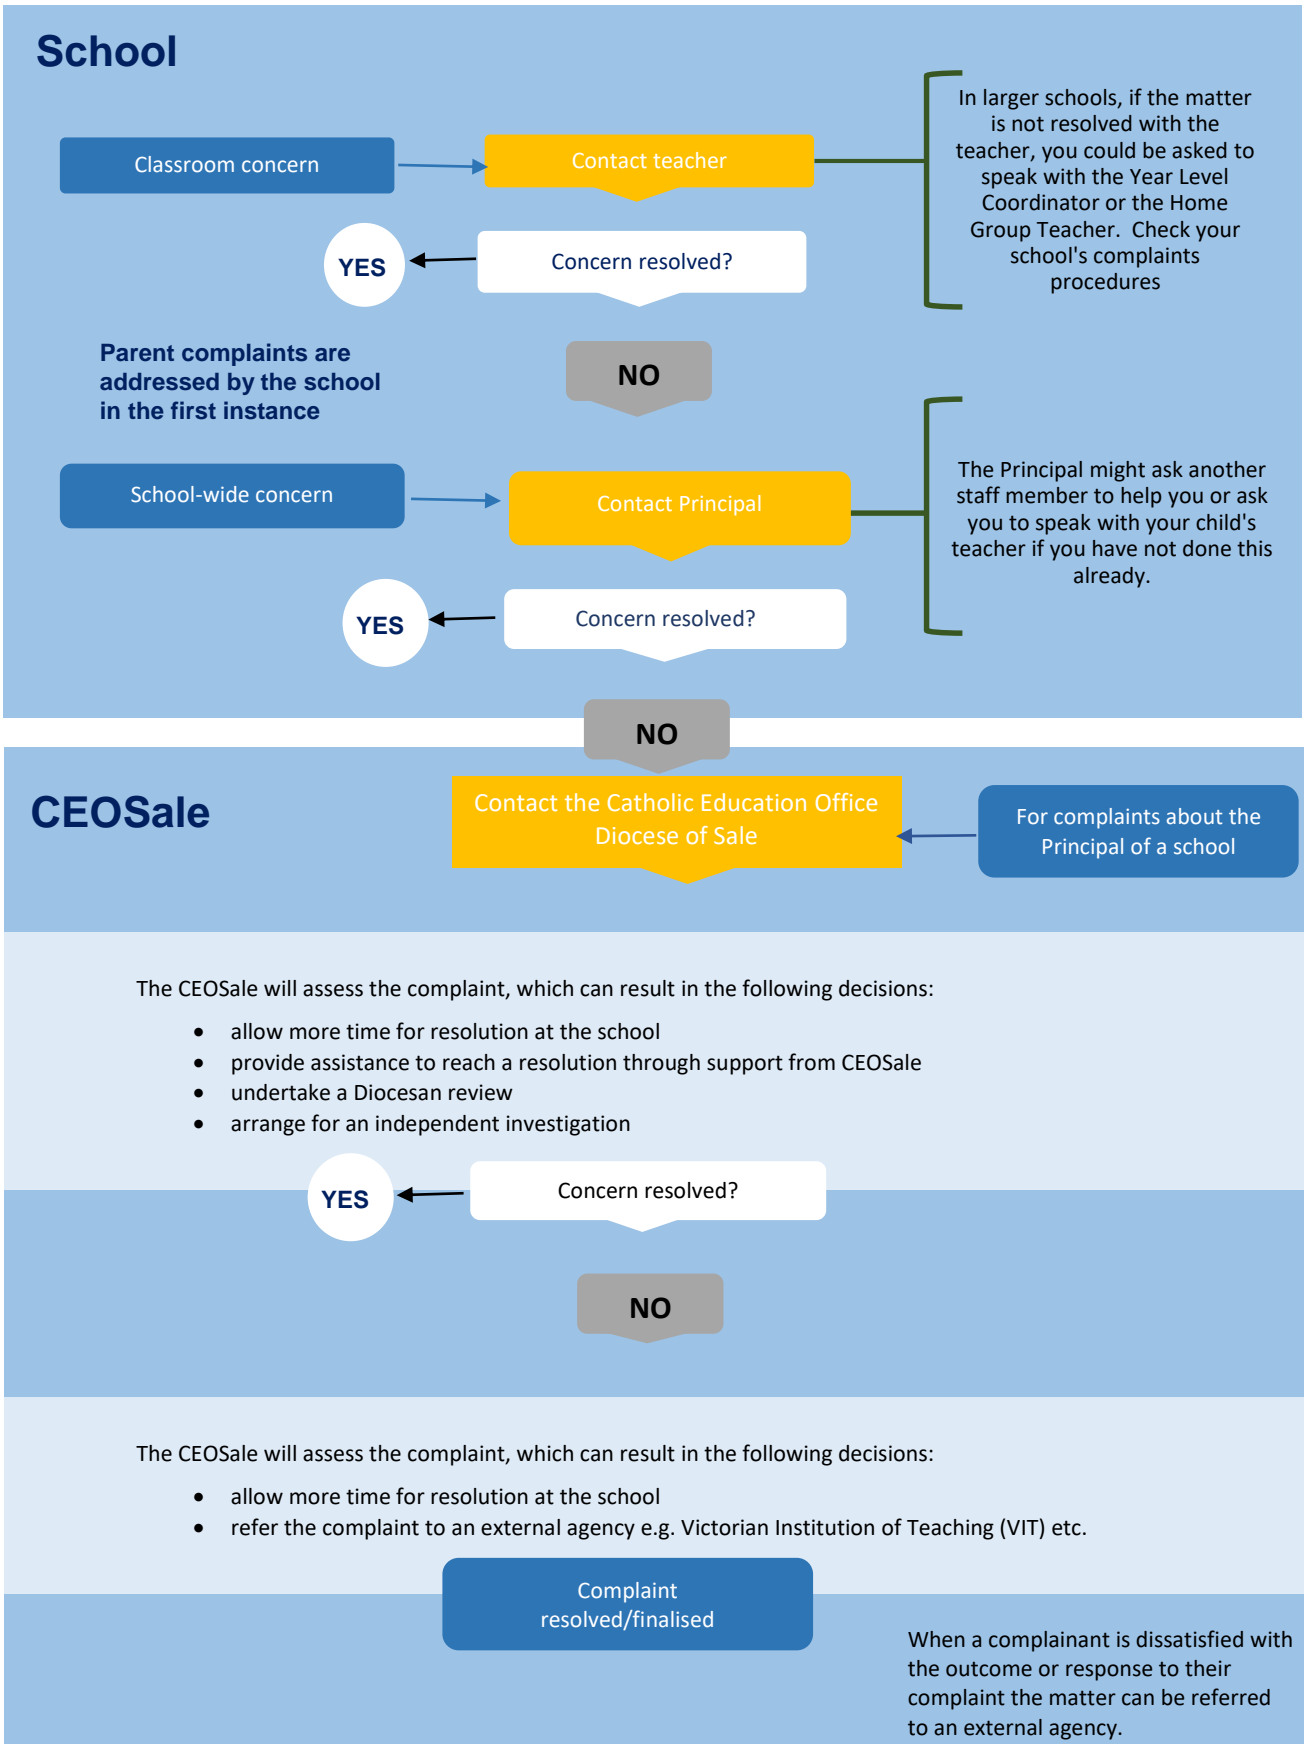 School
Classroom concern
Contact teacher
In larger schools, if the matter
is not resolved with the
teacher, you could be asked to
speak with the Year Level
Coordinator or the Home
Group Teacher.  Check your
school's complaints
procedures
YES
Concern resolved?
Parent complaints are
addressed by the school
in the first instance
NO
School-wide concern
Contact Principal
The Principal might ask another
staff member to help you or ask
you to speak with your child's
teacher if you have not done this
already.
YES
Concern resolved?
NO
CEOSale
Contact the Catholic Education Office
Diocese of Sale
For complaints about the
Principal of a school
The CEOSale will assess the complaint, which can result in the following decisions:
• allow more time for resolution at the school
• provide assistance to reach a resolution through support from CEOSale
• undertake a Diocesan review
• arrange for an independent investigation
YES
Concern resolved?
NO
The CEOSale will assess the complaint, which can result in the following decisions:
• allow more time for resolution at the school
• refer the complaint to an external agency e.g. Victorian Institution of Teaching (VIT) etc.
Complaint
resolved/finalised
When a complainant is dissatisfied with
the outcome or response to their
complaint the matter can be referred
to an external agency.